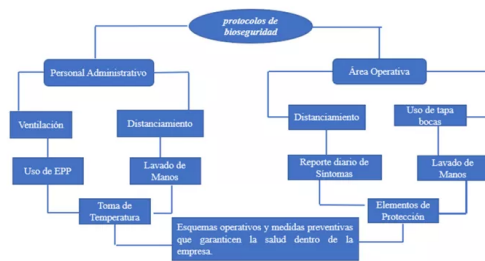 protocolos de
bioseguridad
Personal Administrativo
Área Operativa
Ventilación
Distanciamiento
Distanciamiento
Uso de tapa
bocas
Uso de EPP
Lavado de
Manos
Reporte diario de
Síntomas
Lavado de
Manos
Toma de
Temperatura
Elementos de
Protección
Esquemas operativos y medidas preventivas
que garanticen la salud dentro de la
empresa.